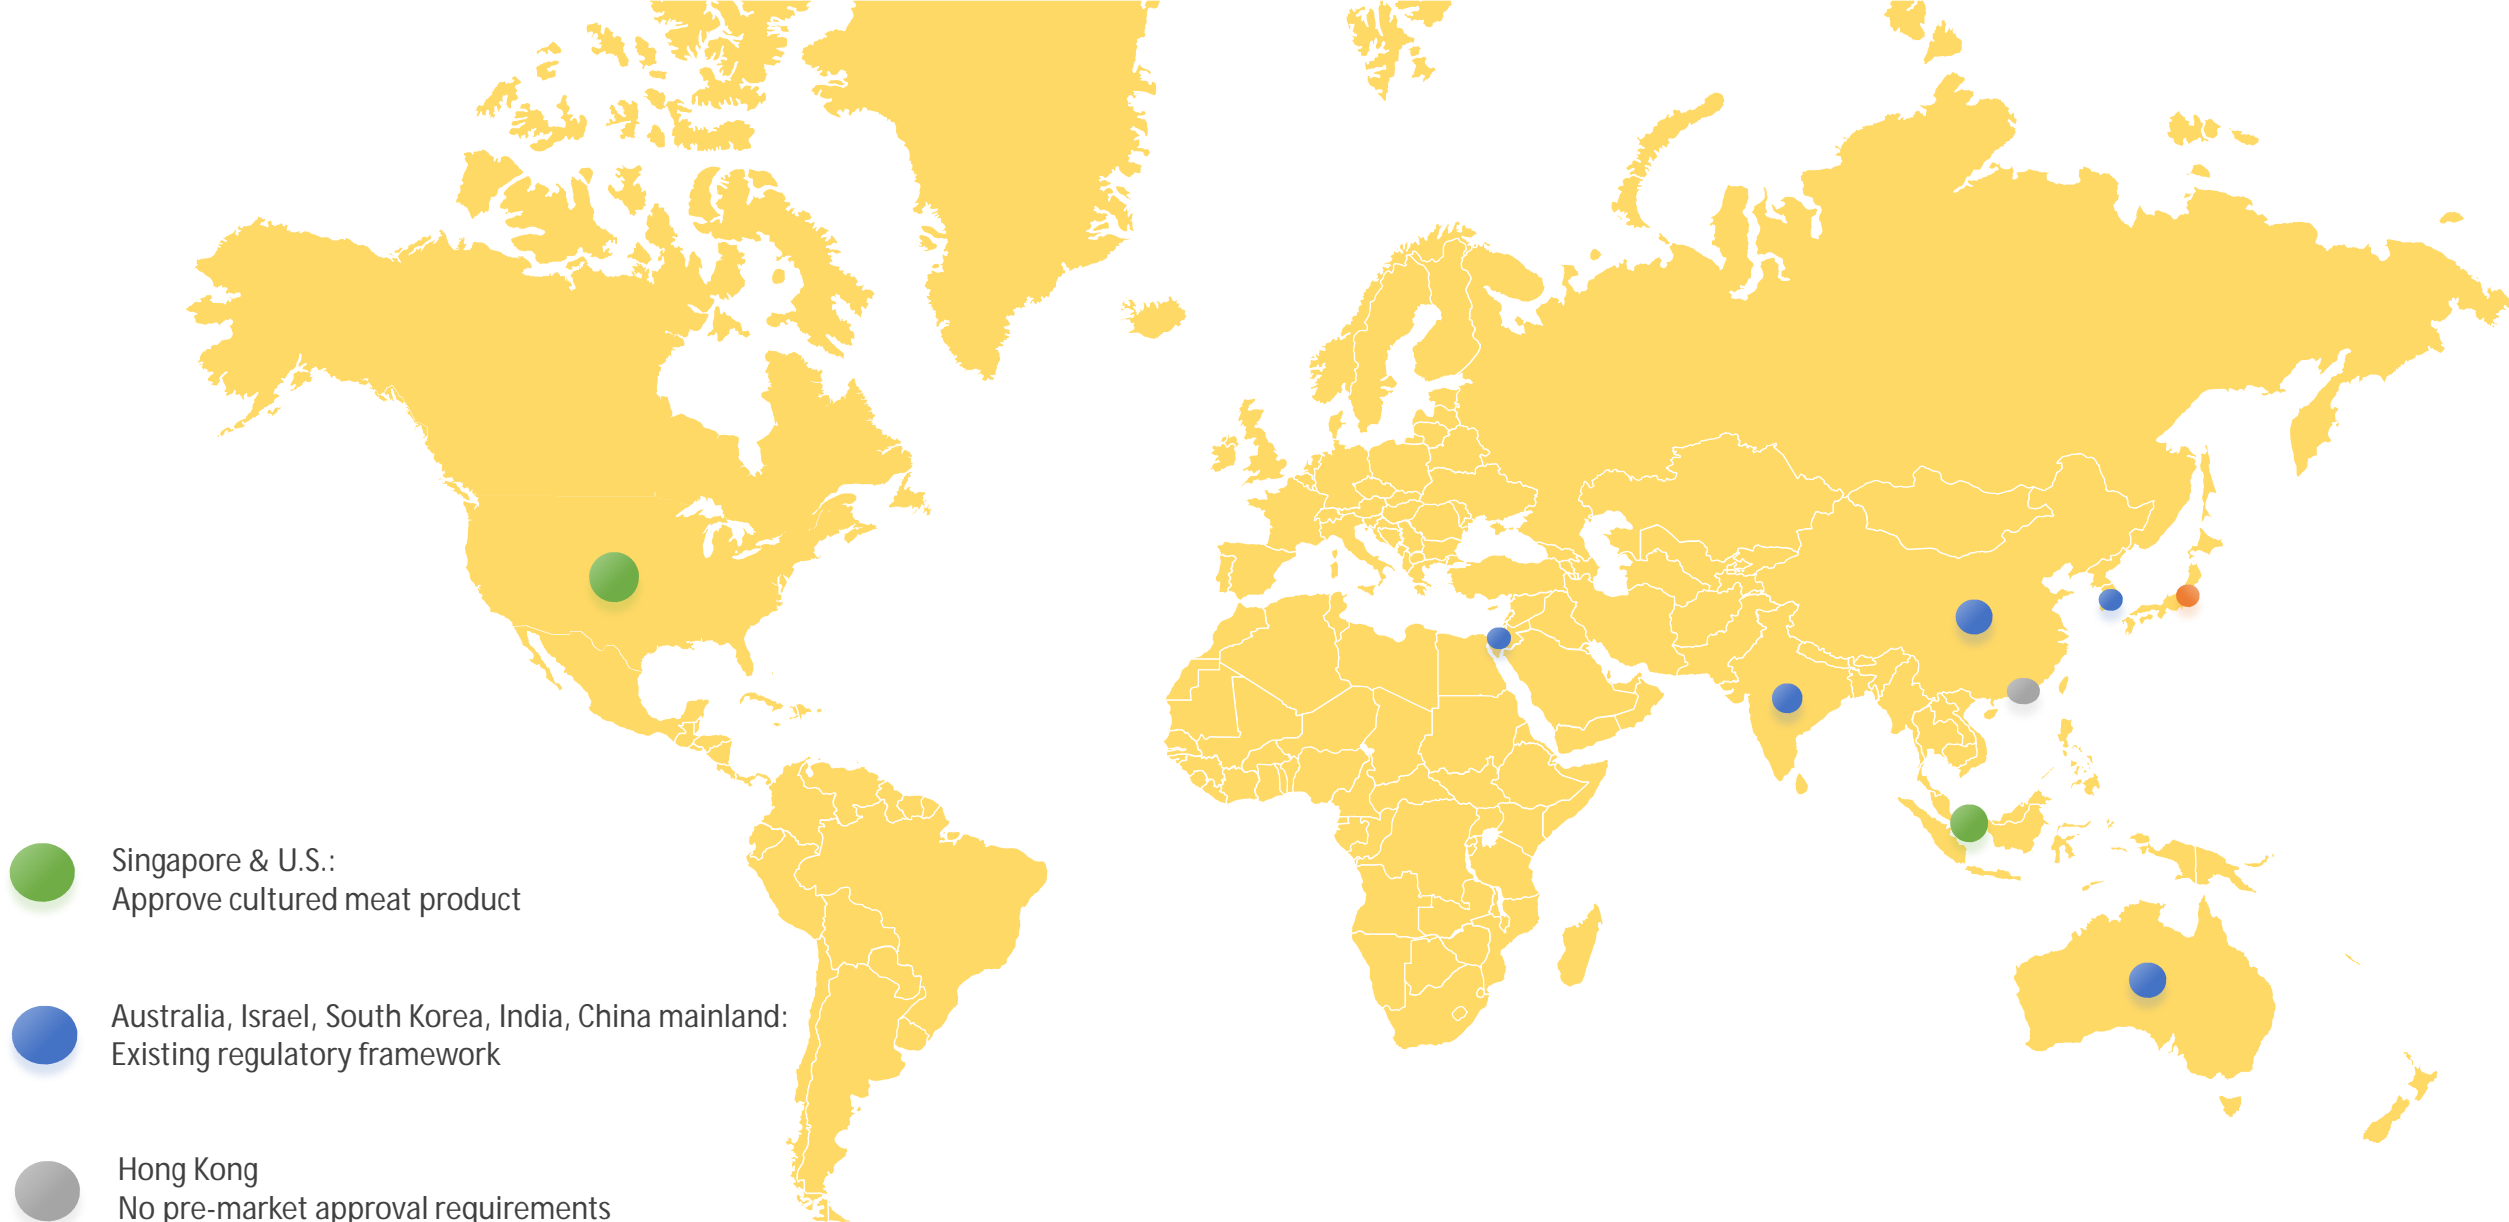 Singapore & U.S.:
Approve cultured meat product
Australia, Israel, South Korea, India, China mainland:
Existing regulatory framework
Hong Kong
No pre-market approval requirements